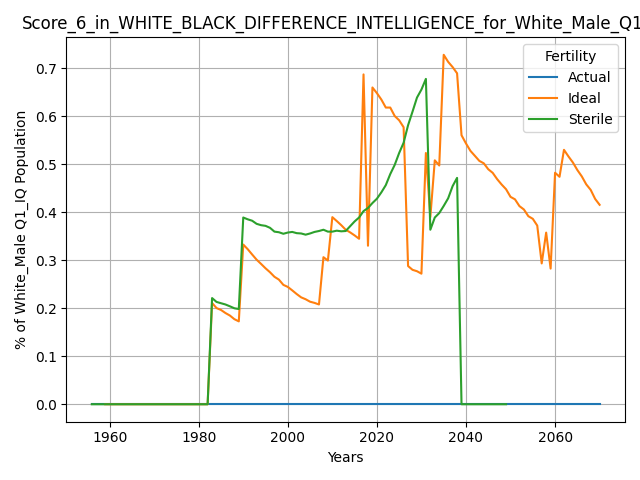 Score_6_in_WHITE_BLACK_DIFFERENCE_INTELLIGENCE_for_White_Male_Q1
Fertility
Actual
Ideal
Sterile
% of White_Male Q1_IQ Population
0.7
0.6
0.5
0.4
0.3
0.2
0.1
0.0
1960 1980 2000 2020 2040 2060
Years